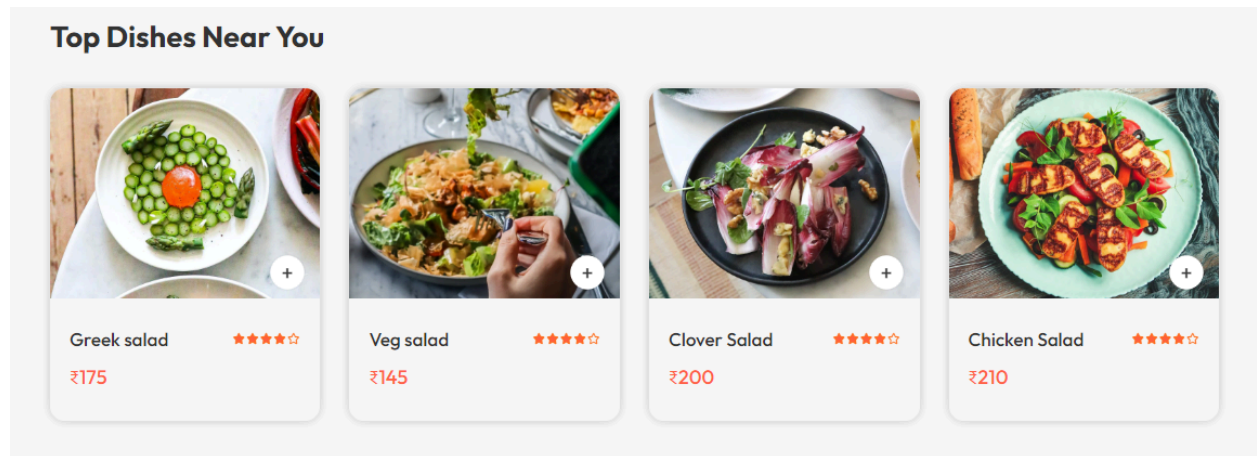 Top Dishes Near You
Greek salad
₹175
Veg salad
₹145
Clover Salad
₹200
Chicken Salad
₹210